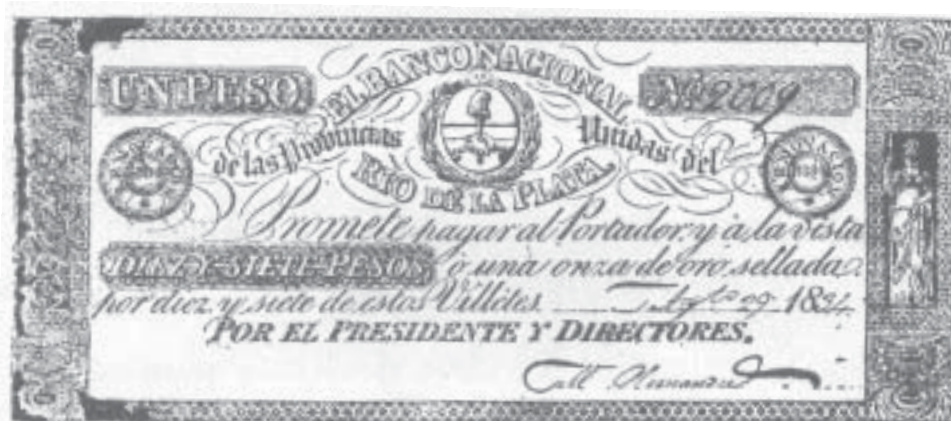 UN PESO
EL BANCO NACIONAL
Nº 2009
de las Provincias Unidas del
RIO DE LA PLATA
Promete pagar al Portador y à la vista
DIEZ Y SIETE PESOS ò una onza de oro sellada
por diez y siete de estos Villetes 18
POR EL PRESIDENTE Y DIRECTORES.